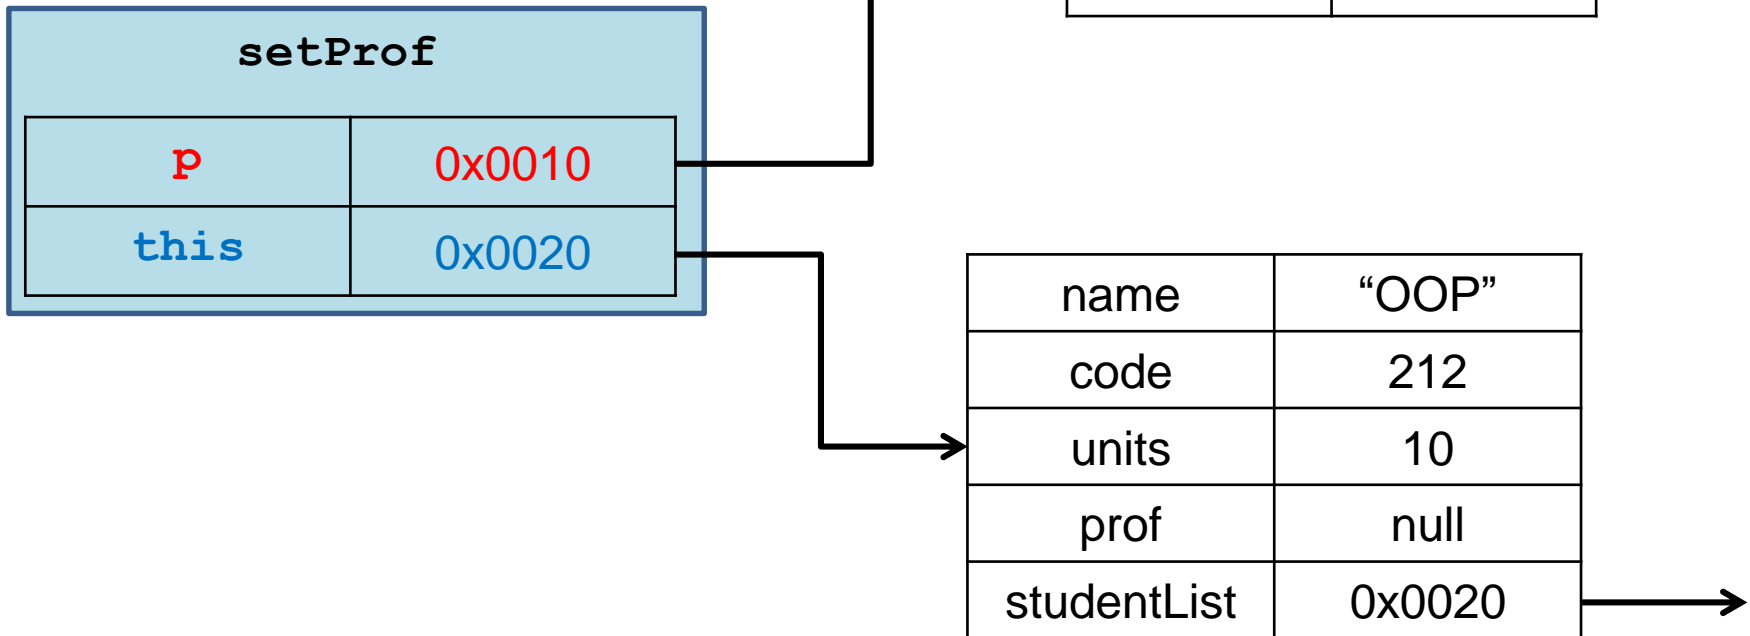 setProf
p 0x0010
this 0x0020
name “OOP”
code 212
units 10
prof null
studentList 0x0020